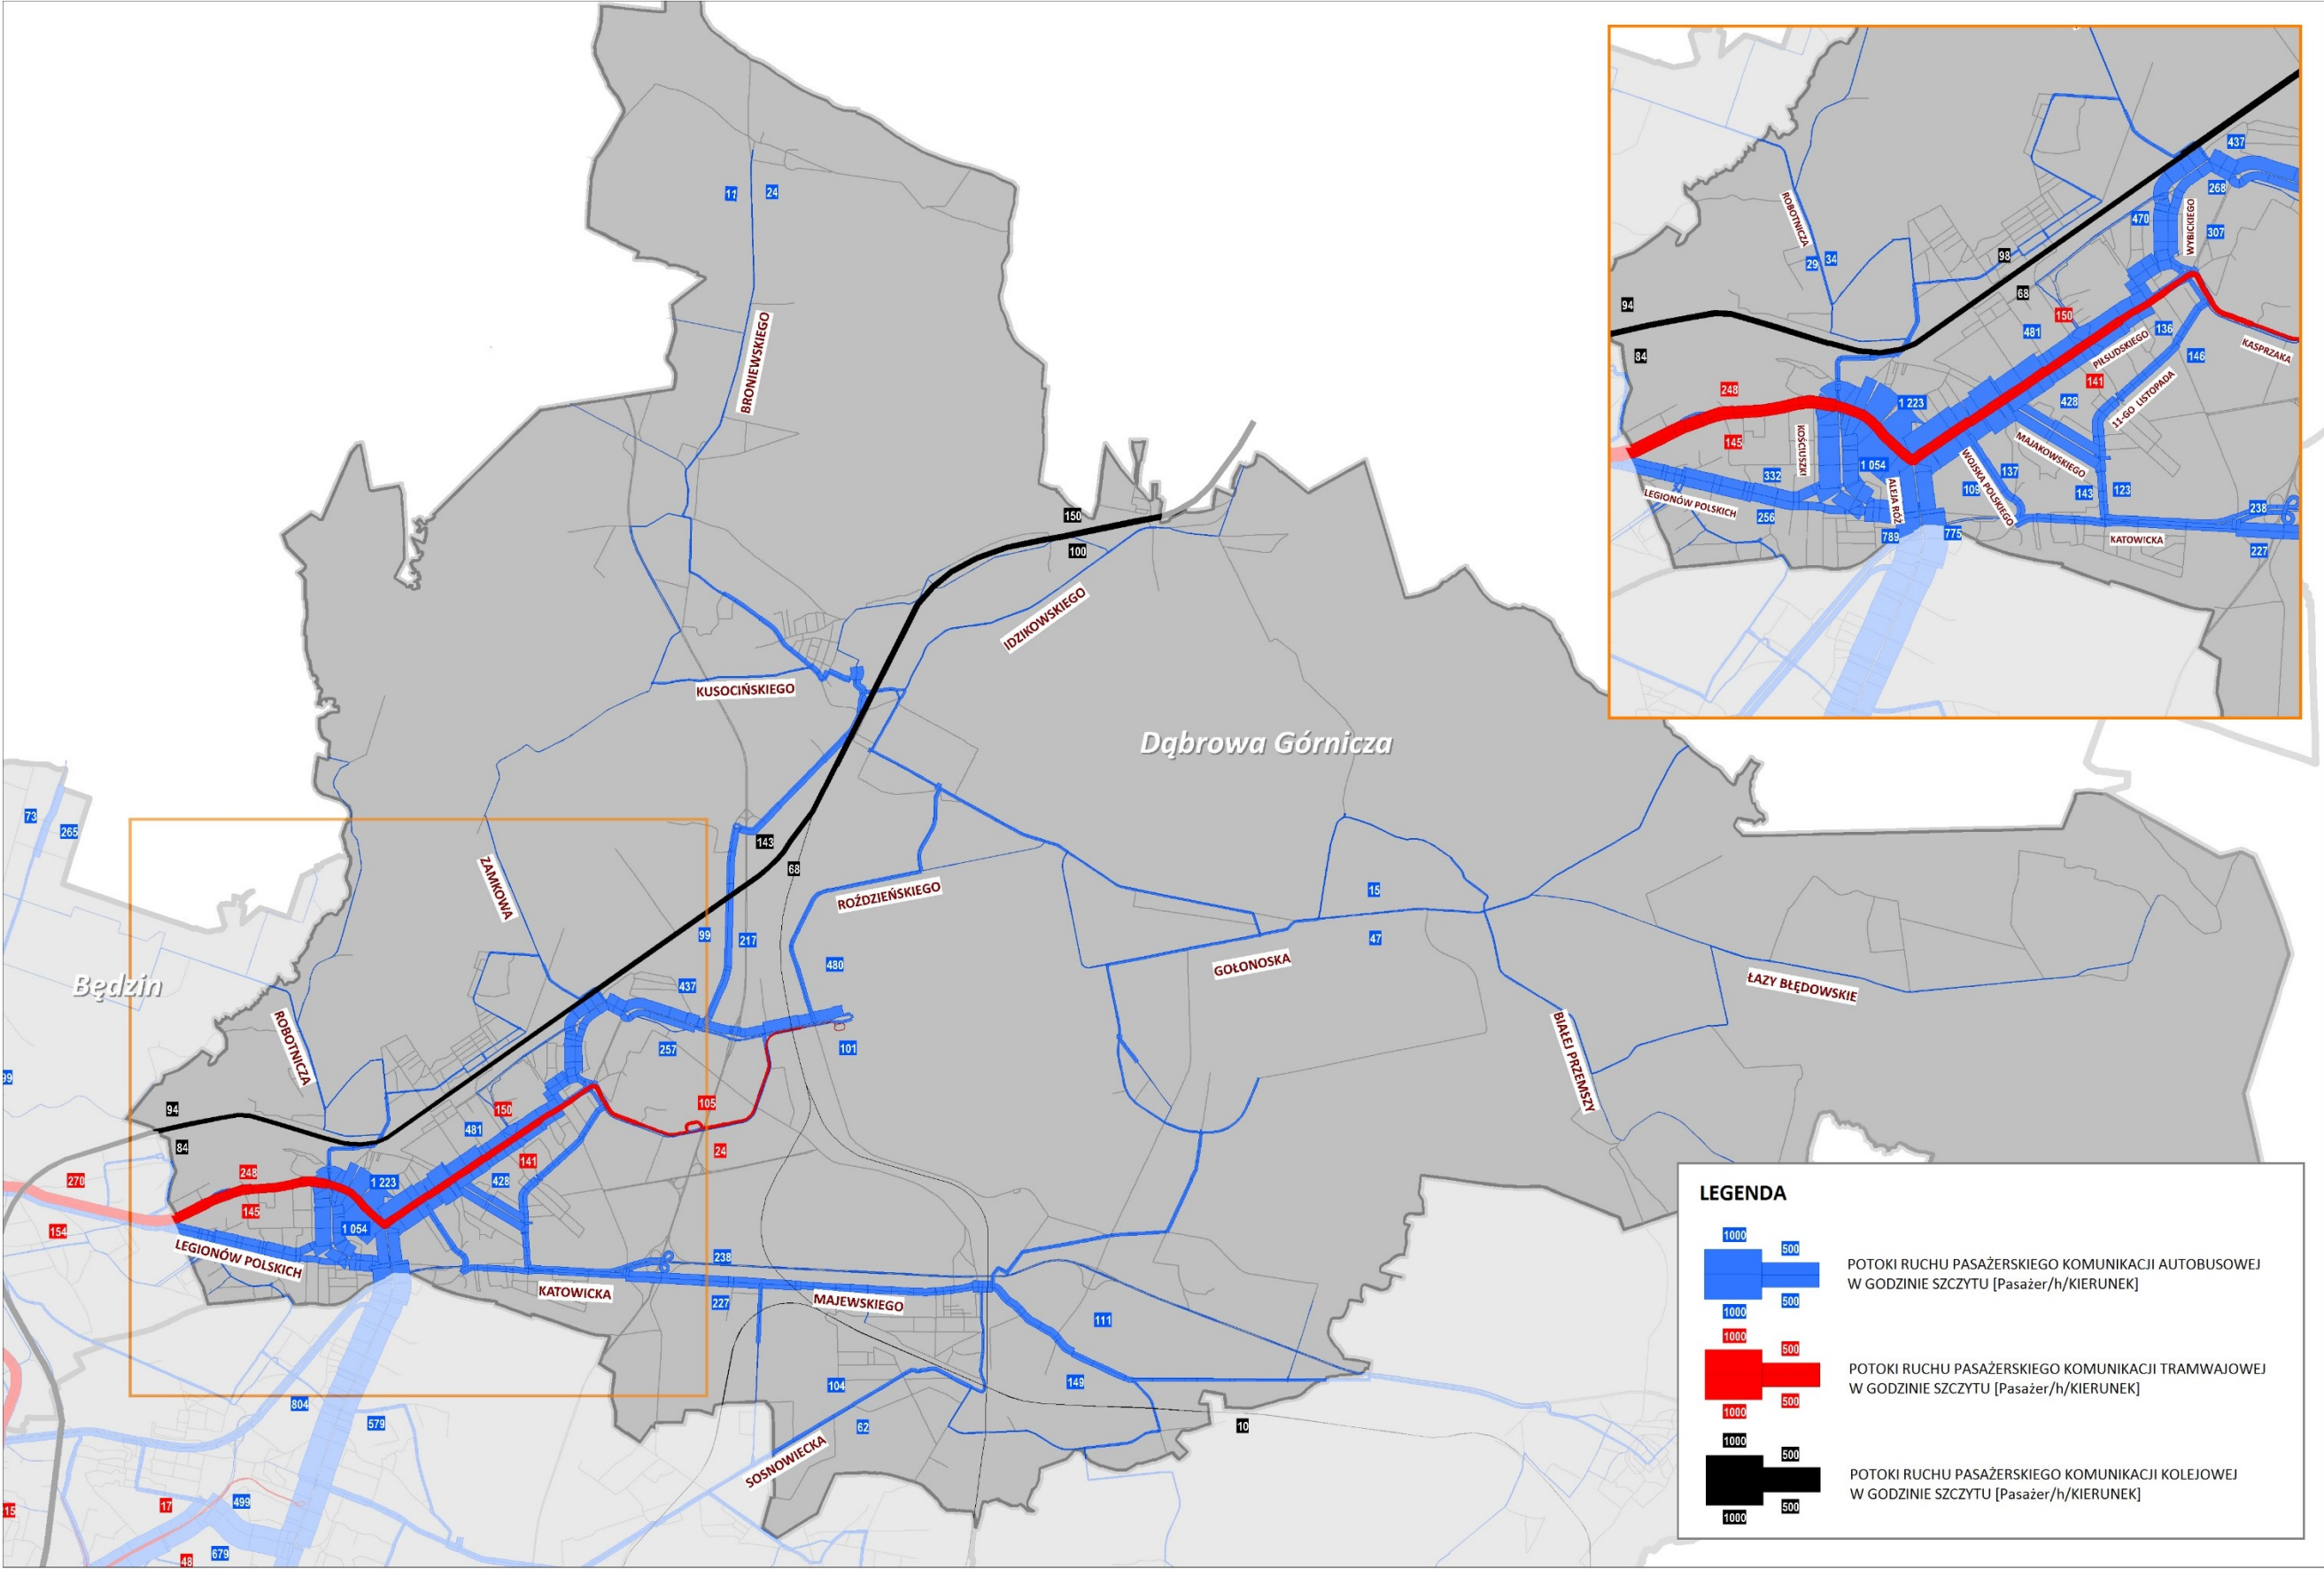 11
24
BRONIEWSKIEGO
150
100
IDZIKOWSKIEGO
KUSOCIŃSKIEGO
Dąbrowa Górnicza
73
265
143
68
ZAMKOWA
ROŹDZIEŃSKIEGO
15
47
99
217
480
GOŁONOSKA
ŁAZY BŁĘDOWSKIE
Będzin
437
ROBOTNICZA
257
101
BIAŁEJ PRZEMSZY
99
94
84
150
105
481
141
24
270
248
1 223
428
145
154
1 054
LEGIONÓW POLSKICH
238
KATOWICKA
227
MAJEWSKIEGO
111
104
149
62
10
804
579
SOSNOWIECKA
17
499
15
48
679
437
268
ROBOTNICZA
470
WYBICKIEGO
307
29
34
98
94
68
150
481
136
PIŁSUDSKIEGO
KASPRZAKA
84
146
141
248
1 223
428
11-GO LISTOPADA
145
KOŚCIUSZKI
MAJAKOWSKIEGO
332
1 054
WOJSKA POLSKIEGO
137
143
123
LEGIONÓW POLSKICH
256
ALEJA RÓŻ
238
789
775
KATOWICKA
227
LEGENDA
1000
500
POTOKI RUCHU PASAŻERSKIEGO KOMUNIKACJI AUTOBUSOWEJ
W GODZINIE SZCZYTU [Pasażer/h/KIERUNEK]
500
1000
1000
500
POTOKI RUCHU PASAŻERSKIEGO KOMUNIKACJI TRAMWAJOWEJ
W GODZINIE SZCZYTU [Pasażer/h/KIERUNEK]
500
1000
1000
500
POTOKI RUCHU PASAŻERSKIEGO KOMUNIKACJI KOLEJOWEJ
W GODZINIE SZCZYTU [Pasażer/h/KIERUNEK]
500
1000